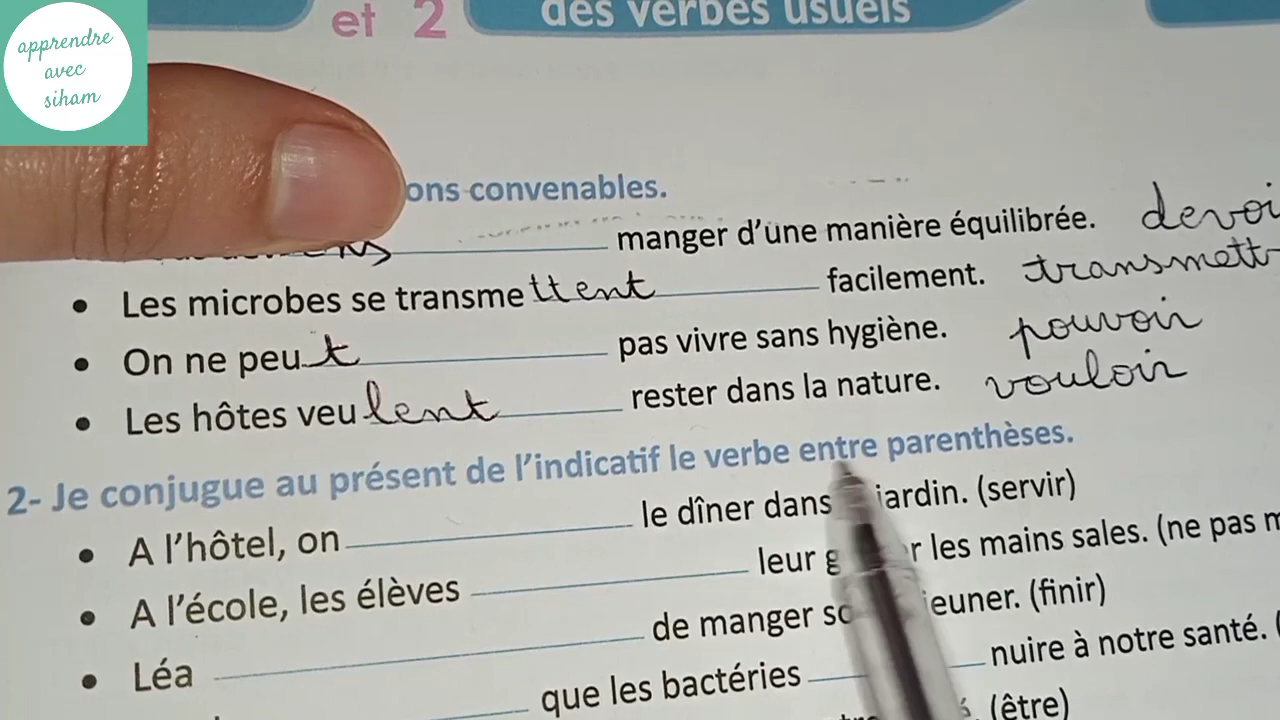 apprendre
avec
siham
et 2
des verbes usuels
ons convenables.
manger d'une manière équilibrée. devoi
Les microbes se transmettent facilement. transmett
On ne peut pas vivre sans hygiène. pouvoir
Les hôtes veulent rester dans la nature. vouloir
2- Je conjugue au présent de l'indicatif le verbe entre parenthèses.
A l'hôtel, on le dîner dans jardin. (servir)
A l'école, les élèves leur g r les mains sales. (ne pas m
Léa de manger so jeuner. (finir)
que les bactéries nuire à notre santé. (
(être)